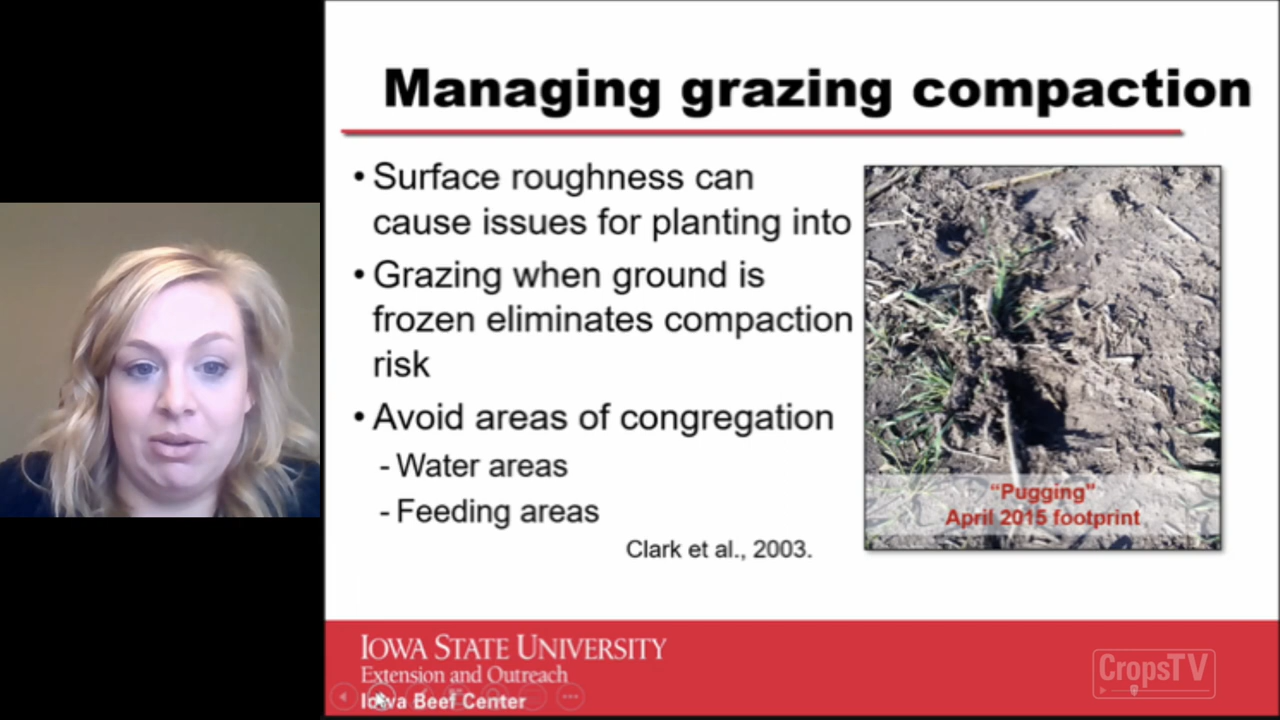 Managing grazing compaction
• Surface roughness can
cause issues for planting into
• Grazing when ground is
frozen eliminates compaction
risk
• Avoid areas of congregation
- Water areas
- Feeding areas
Clark et al., 2003.
“Pugging”
April 2015 footprint
IOWA STATE UNIVERSITY
Extension and Outreach
Iowa Beef Center
CropsTV